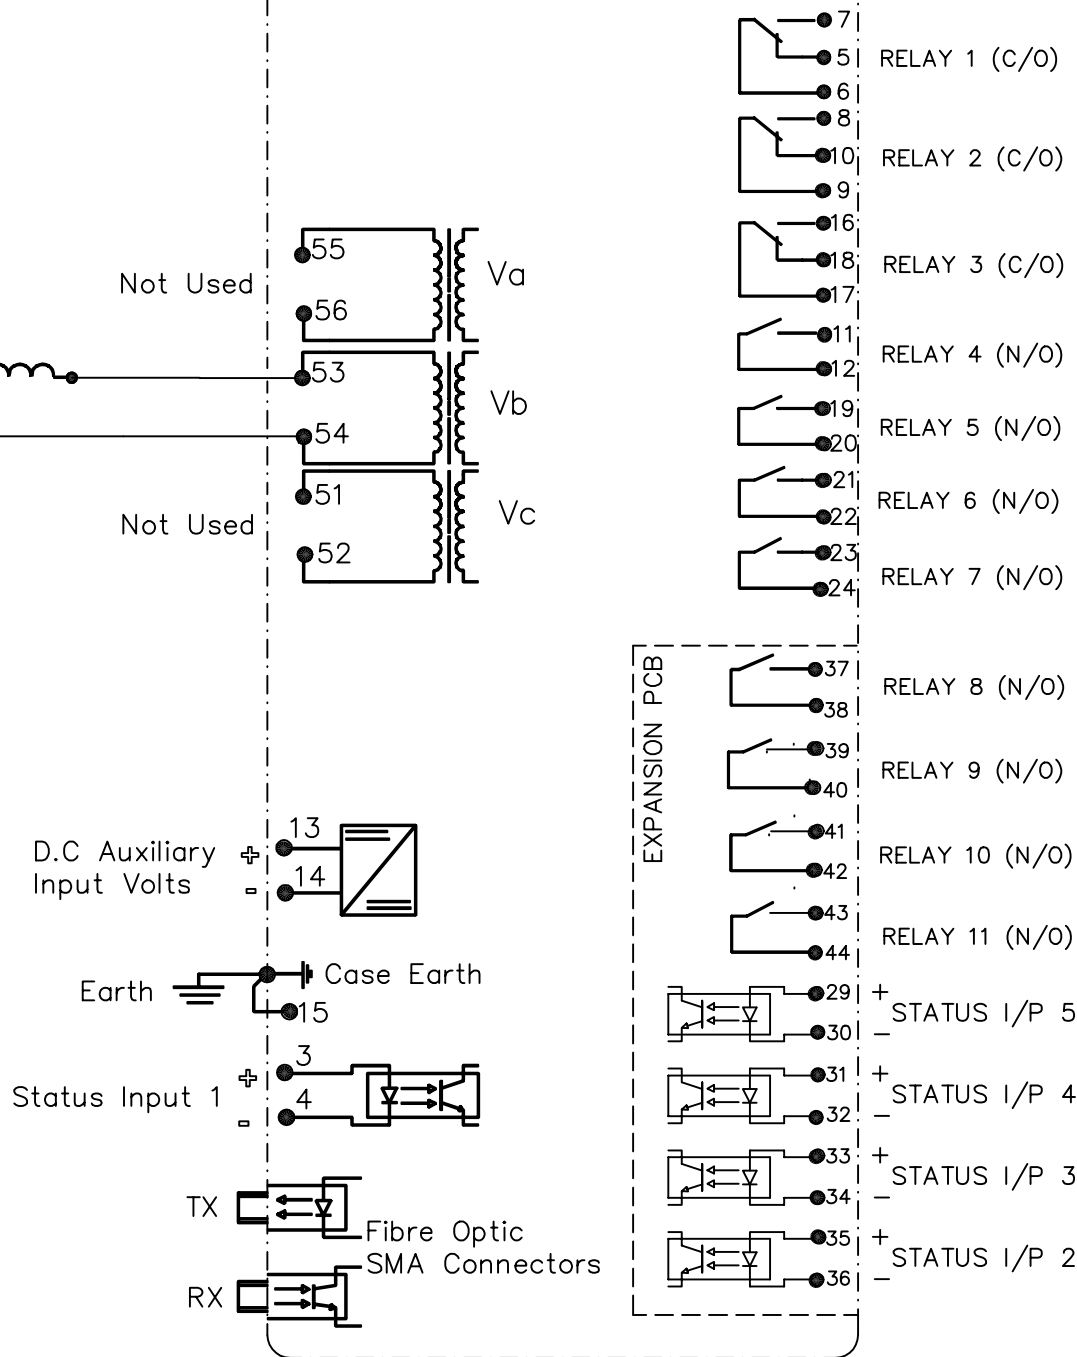 7
5
RELAY 1 (C/O)
6
8
10
RELAY 2 (C/O)
9
16
18
RELAY 3 (C/O)
17
11
RELAY 4 (N/O)
12
19
RELAY 5 (N/O)
20
21
RELAY 6 (N/O)
22
23
RELAY 7 (N/O)
24
55
Not Used
Va
56
53
Vb
54
51
Not Used
Vc
52
EXPANSION PCB
37
RELAY 8 (N/O)
38
39
RELAY 9 (N/O)
40
41
RELAY 10 (N/O)
42
43
RELAY 11 (N/O)
44
29 +
STATUS I/P 5
30 −
31 +
STATUS I/P 4
32 −
33 +
STATUS I/P 3
34 −
35 +
STATUS I/P 2
36 −
D.C Auxiliary
Input Volts
+ 13
- 14
Earth
Case Earth
15
Status Input 1
+ 3
- 4
TX
Fibre Optic
SMA Connectors
RX